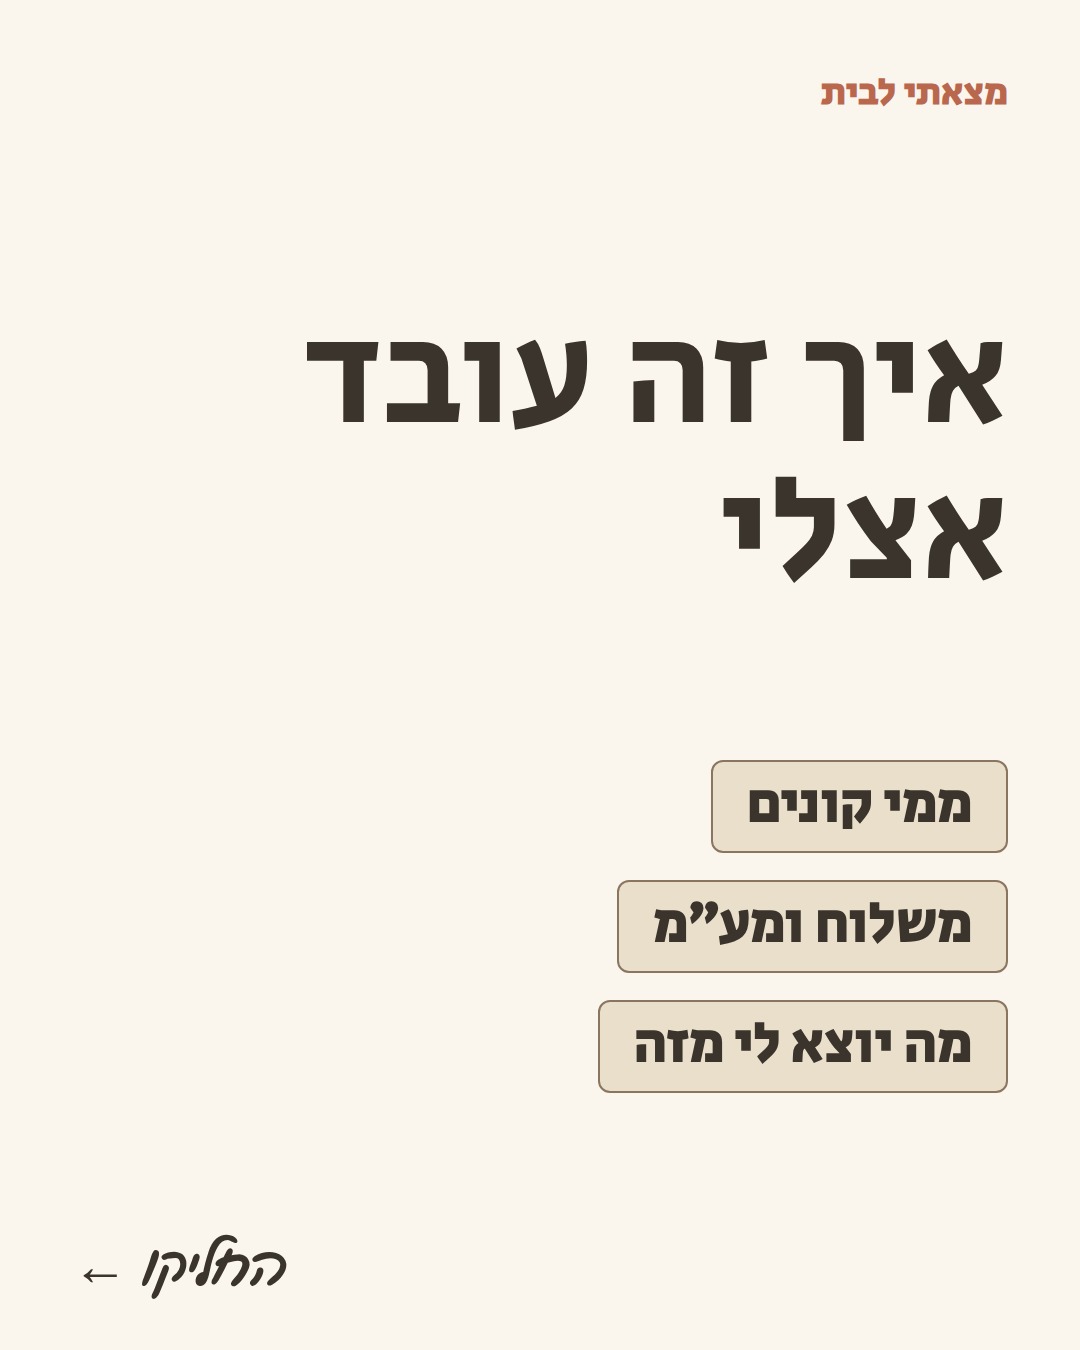 מצאתי לבית
איך זה עובד
אצלי
ממי קונים
משלוח ומע״מ
מה יוצא לי מזה
החליקו ←